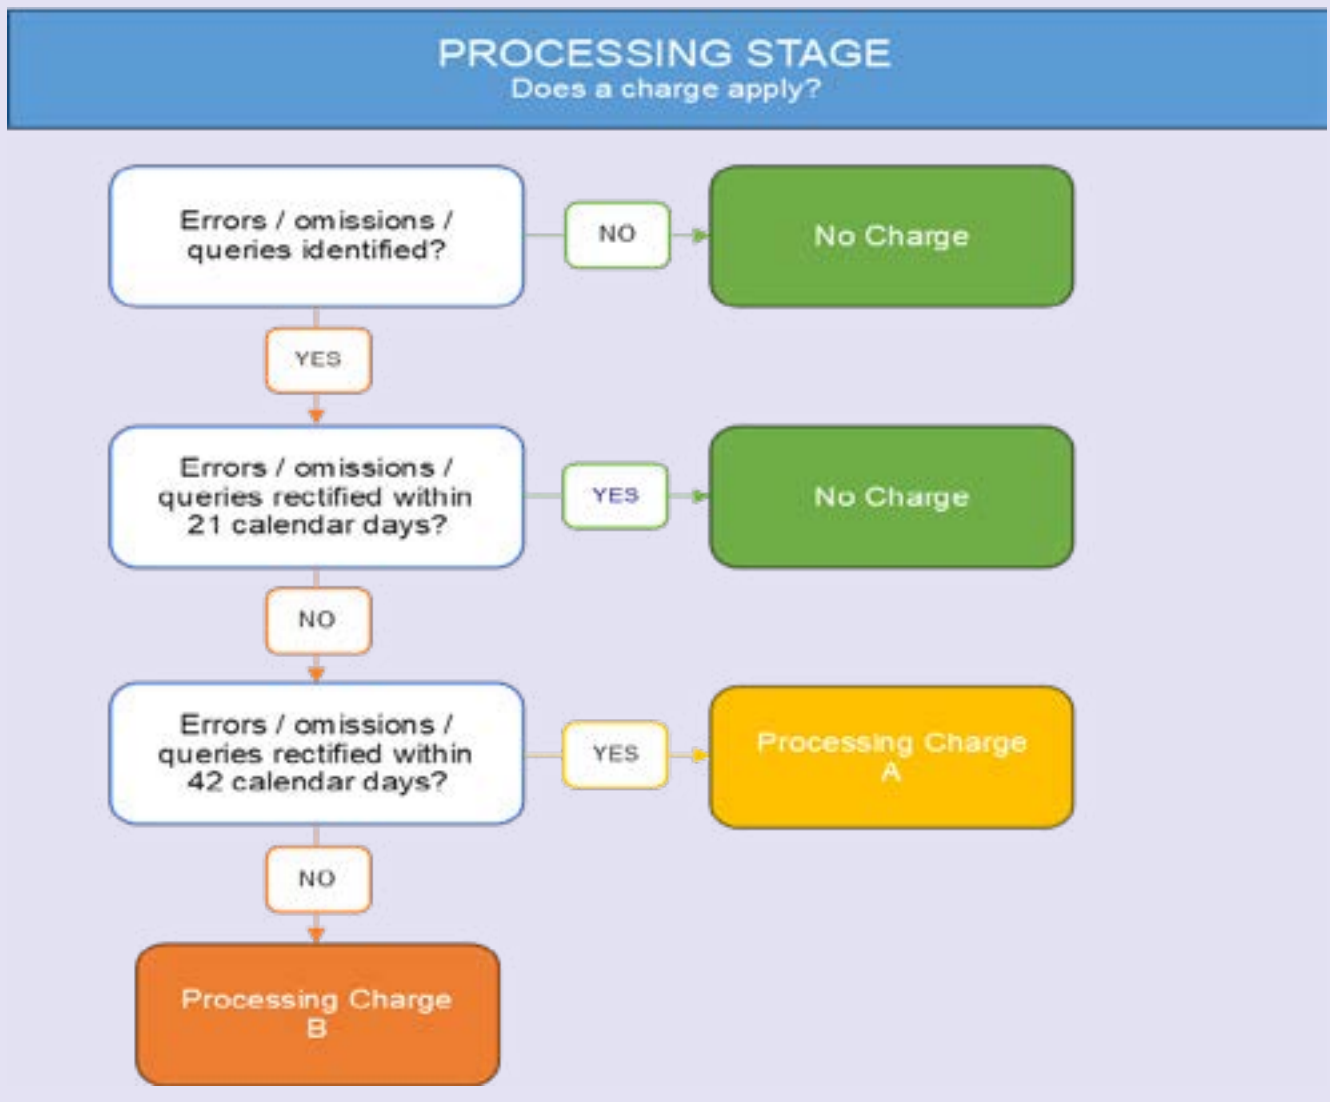 PROCESSING STAGE
Does a charge apply?
Errors / omissions /
queries identified?
NO
No Charge
YES
Errors / omissions /
queries rectified within
21 calendar days?
YES
No Charge
NO
Errors / omissions /
queries rectified within
42 calendar days?
YES
Processing Charge
A
NO
Processing Charge
B